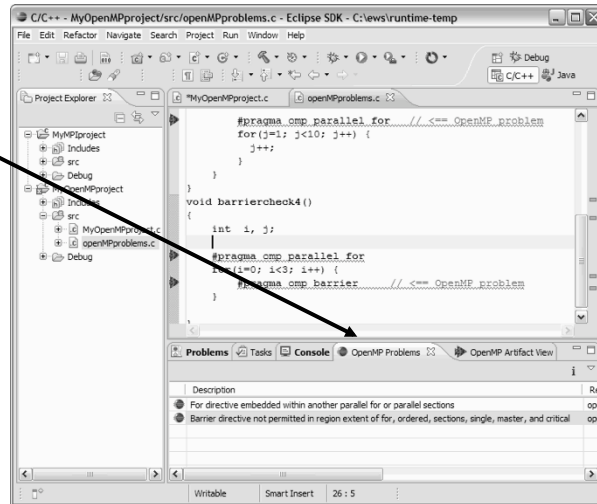 C/C++ - MyOpenMPproject/src/openMPproblems.c - Eclipse SDK - C:\ews\runtime-temp
File Edit Refactor Navigate Search Project Run Window Help
Debug
C/C++ Java
Project Explorer
MyMPIproject
Includes
src
Debug
MyOpenMPproject
Includes
src
MyOpenMPproject.c
openMPproblems.c
Debug
*MyOpenMPproject.c openMPproblems.c
#pragma omp parallel for // <== OpenMP problem
for(j=1; j<10; j++) {
j++;
}
}
}
void barriercheck4()
{
int i, j;
#pragma omp parallel for
for(i=0; i<3; i++) {
#pragma omp barrier // <== OpenMP problem
}
Problems Tasks Console OpenMP Problems OpenMP Artifact View
i
Description Re
For directive embedded within another parallel for or parallel sections op
Barrier directive not permitted in region extent of for, ordered, sections, single, master, and critical op
Writable Smart Insert 26 : 5